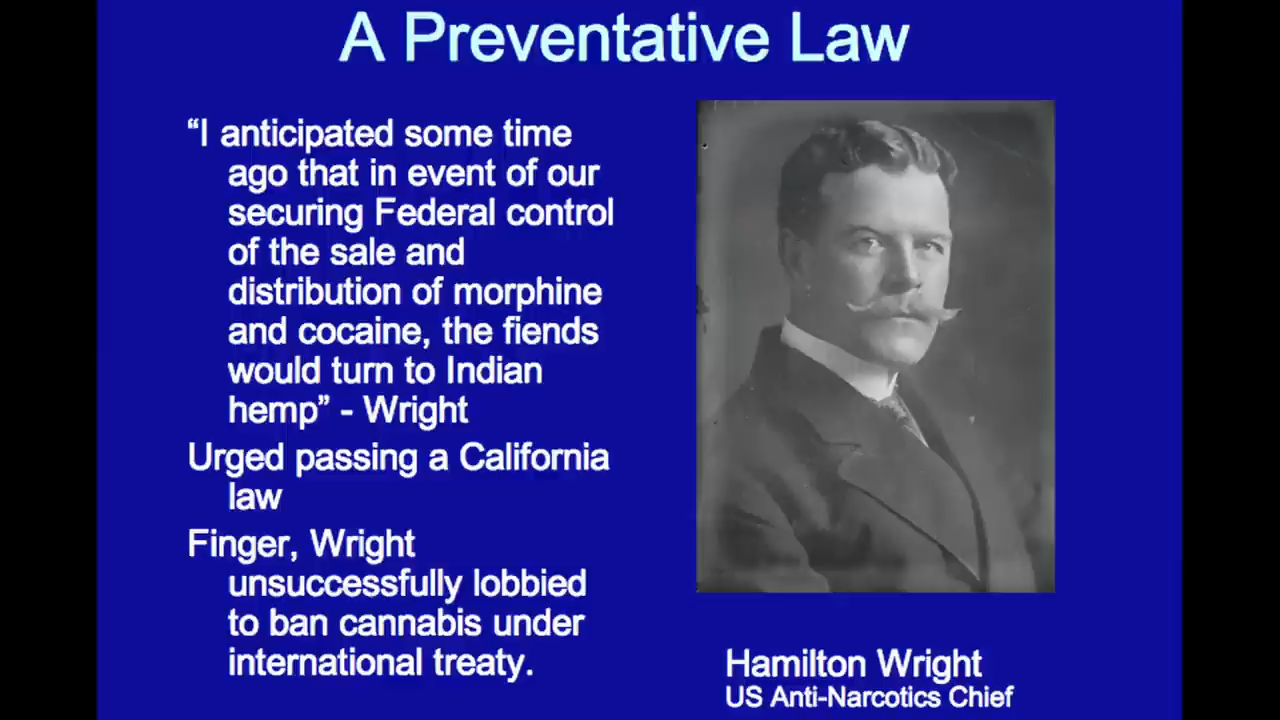 A Preventative Law
“I anticipated some time
ago that in event of our
securing Federal control
of the sale and
distribution of morphine
and cocaine, the fiends
would turn to Indian
hemp” - Wright
Urged passing a California
law
Finger, Wright
unsuccessfully lobbied
to ban cannabis under
international treaty.
Hamilton Wright
US Anti-Narcotics Chief